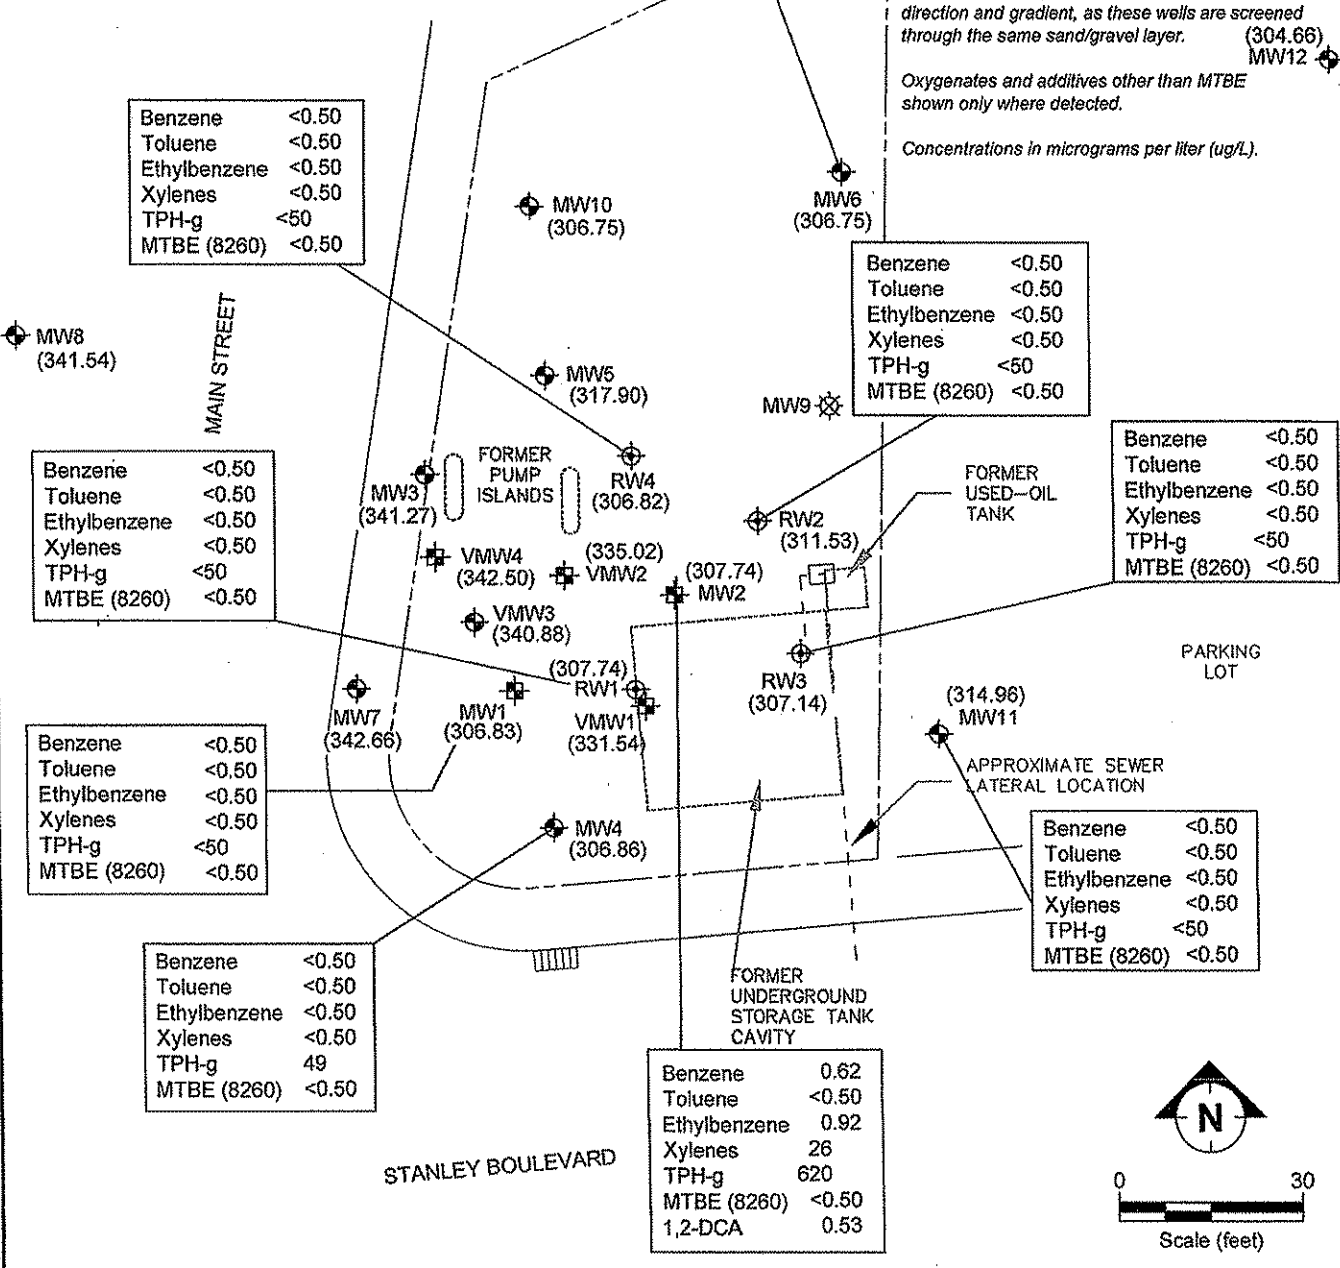 direction and gradient, as these wells are screened
through the same sand/gravel layer.
(304.66)
MW12
Oxygenates and additives other than MTBE
shown only where detected.
Concentrations in micrograms per liter (ug/L).
Benzene <0.50
Toluene <0.50
Ethylbenzene <0.50
Xylenes <0.50
TPH-g <50
MTBE (8260) <0.50
MW10
(306.75)
MW6
(306.75)
Benzene <0.50
Toluene <0.50
Ethylbenzene <0.50
Xylenes <0.50
TPH-g <50
MTBE (8260) <0.50
MW8
(341.54)
MAIN STREET
MW5
(317.90)
MW9
Benzene <0.50
Toluene <0.50
Ethylbenzene <0.50
Xylenes <0.50
TPH-g <50
MTBE (8260) <0.50
Benzene <0.50
Toluene <0.50
Ethylbenzene <0.50
Xylenes <0.50
TPH-g <50
MTBE (8260) <0.50
MW3
(341.27)
FORMER
PUMP
ISLANDS
RW4
(306.82)
FORMER
USED-OIL
TANK
RW2
(311.53)
VMW4
(342.50)
(335.02)
VMW2
(307.74)
MW2
VMW3
(340.88)
(307.74)
RW1
RW3
(307.14)
PARKING
LOT
MW7
(342.66)
MW1
(306.83)
VMW1
(331.54)
(314.96)
MW11
Benzene <0.50
Toluene <0.50
Ethylbenzene <0.50
Xylenes <0.50
TPH-g <50
MTBE (8260) <0.50
APPROXIMATE SEWER
LATERAL LOCATION
MW4
(306.86)
Benzene <0.50
Toluene <0.50
Ethylbenzene <0.50
Xylenes <0.50
TPH-g <50
MTBE (8260) <0.50
Benzene <0.50
Toluene <0.50
Ethylbenzene <0.50
Xylenes <0.50
TPH-g 49
MTBE (8260) <0.50
FORMER
UNDERGROUND
STORAGE TANK
CAVITY
Benzene 0.62
Toluene <0.50
Ethylbenzene 0.92
Xylenes 26
TPH-g 620
MTBE (8260) <0.50
1,2-DCA 0.53
STANLEY BOULEVARD
N
0 30
Scale (feet)